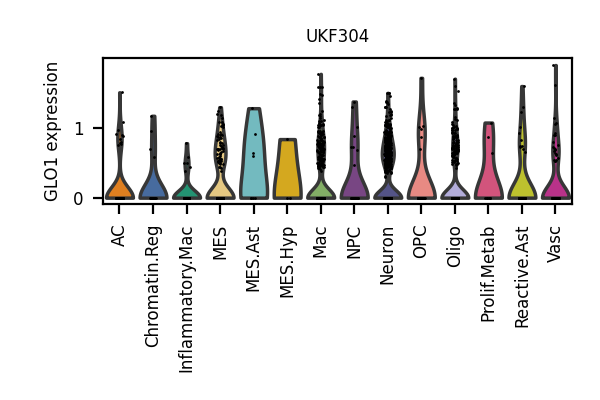 UKF304
GLO1 expression
1
0
AC
Chromatin.Reg
Inflammatory.Mac
MES
MES.Ast
MES.Hyp
Mac
NPC
Neuron
OPC
Oligo
Prolif.Metab
Reactive.Ast
Vasc